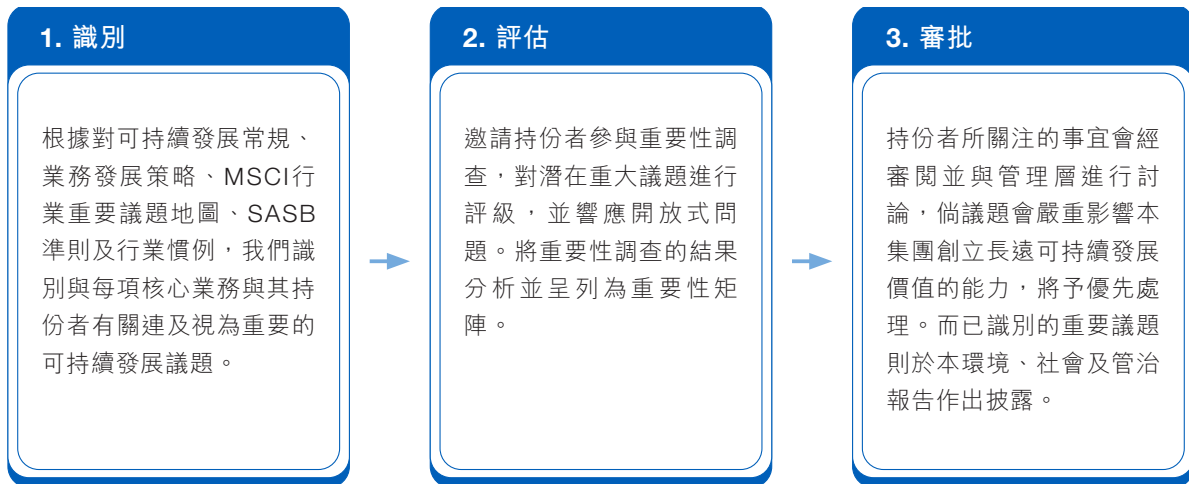 1. 識別
根據對可持續發展常規、
業務發展策略、MSCI行
業重要議題地圖、SASB
準則及行業慣例，我們識
別與每項核心業務與其持
份者有關連及視為重要的
可持續發展議題。
2. 評估
邀請持份者參與重要性調
查，對潛在重大議題進行
評級，並響應開放式問
題。將重要性調查的結果
分析並呈列為重要性矩
陣。
3. 審批
持份者所關注的事宜會經
審閱並與管理層進行討
論，倘議題會嚴重影響本
集團創立長遠可持續發展
價值的能力，將予優先處
理。而已識別的重要議題
則於本環境、社會及管治
報告作出披露。